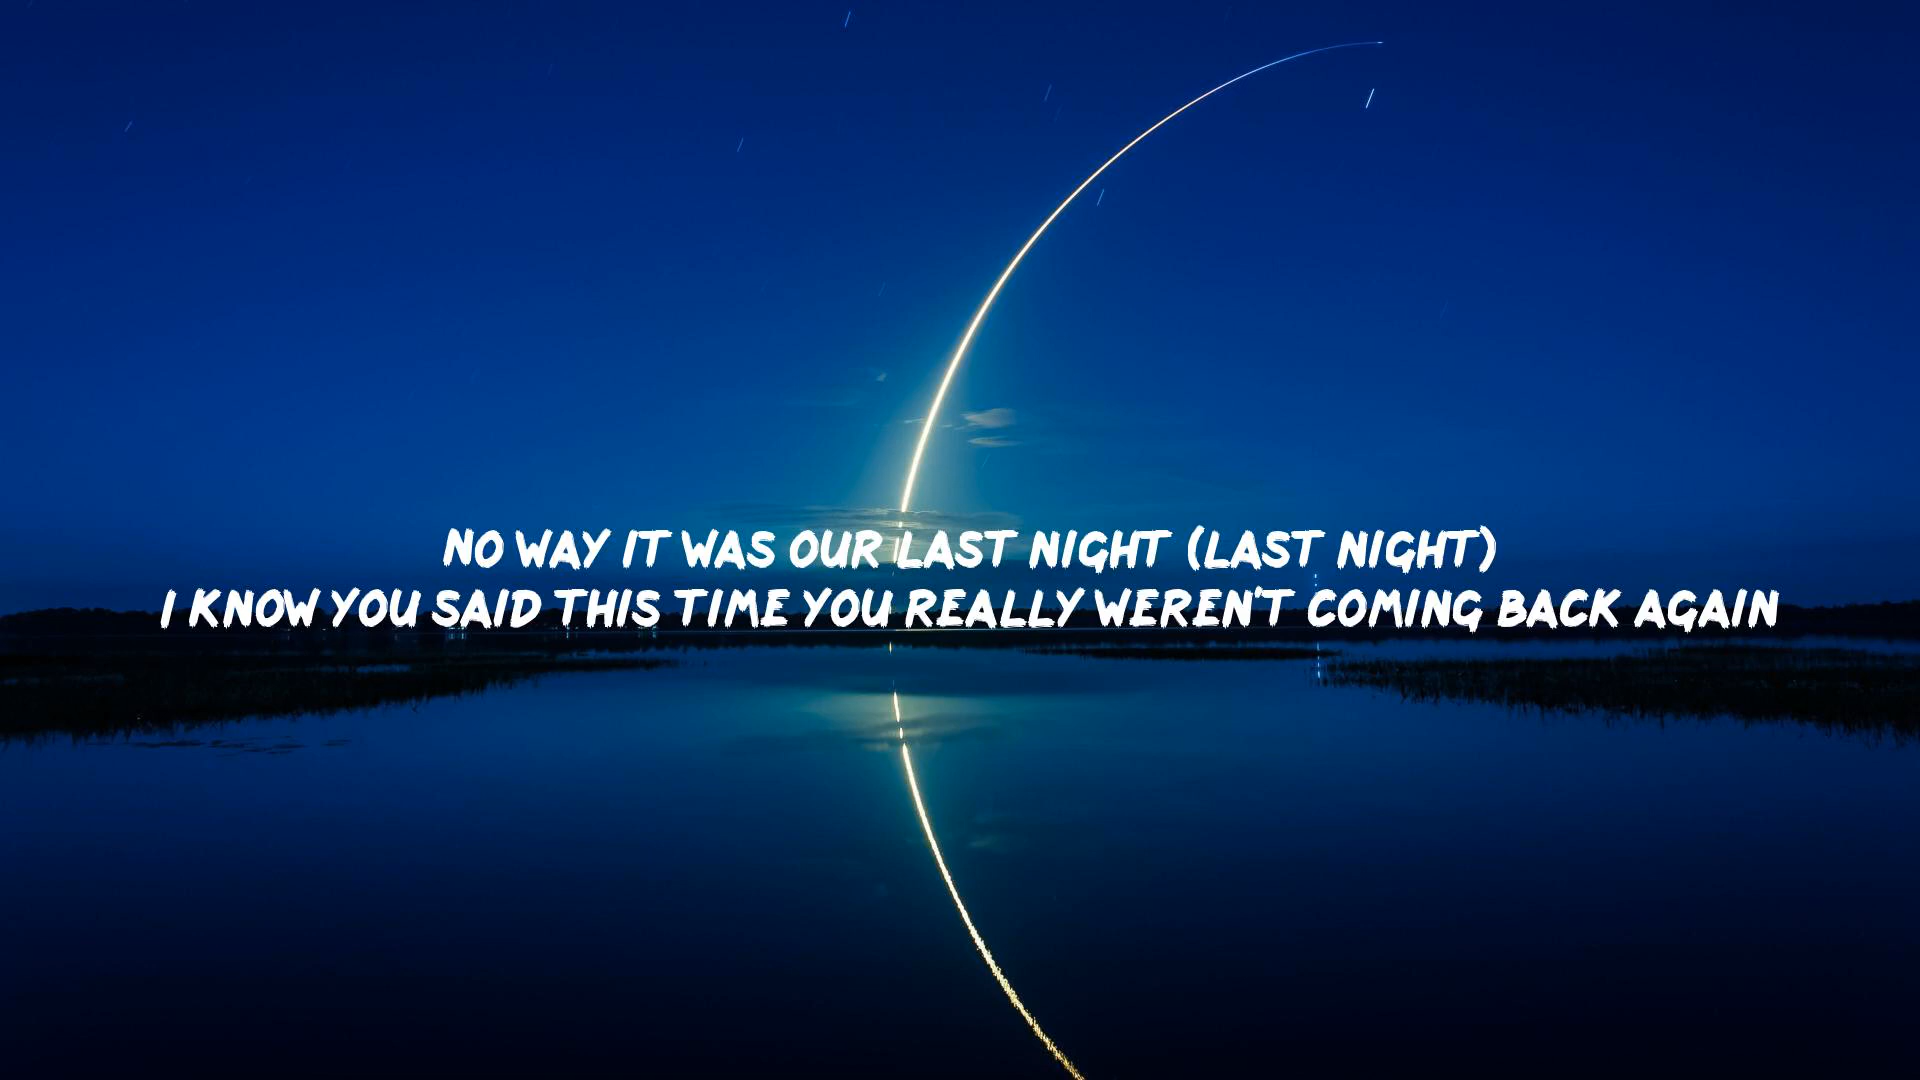 NO WAY IT WAS OUR LAST NIGHT (LAST NIGHT)
I KNOW YOU SAID THIS TIME YOU REALLY WEREN'T COMING BACK AGAIN